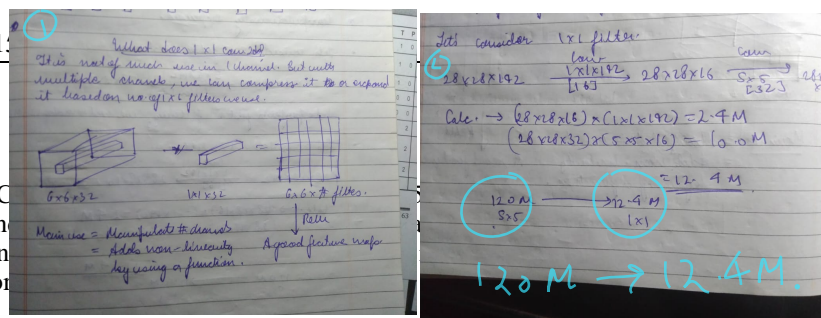 1
What does 1x1 conv do
It is not of much use in 1 channel. But with
multiple channels, we can compress it or expand
it based on no of 1x1 filters used.
6x6x32
1x1x32
6x6x# filters.
Relu
Main use = Manipulate # channels
= Adds non-linearity
by using a function.
A good feature map
Let's consider 1x1 filter.
2
28x28x192
Conv
1x1x192
[16]
28x28x16
Conv
5x5
[32]
28
Calc. → (28x28x16) x (1x1x192) = 2.4 M
(28x28x32) x (5x5x16) = 10.0 M
= 12.4 M
120 M
5x5
12.4 M
1x1
120 M → 12.4 M.